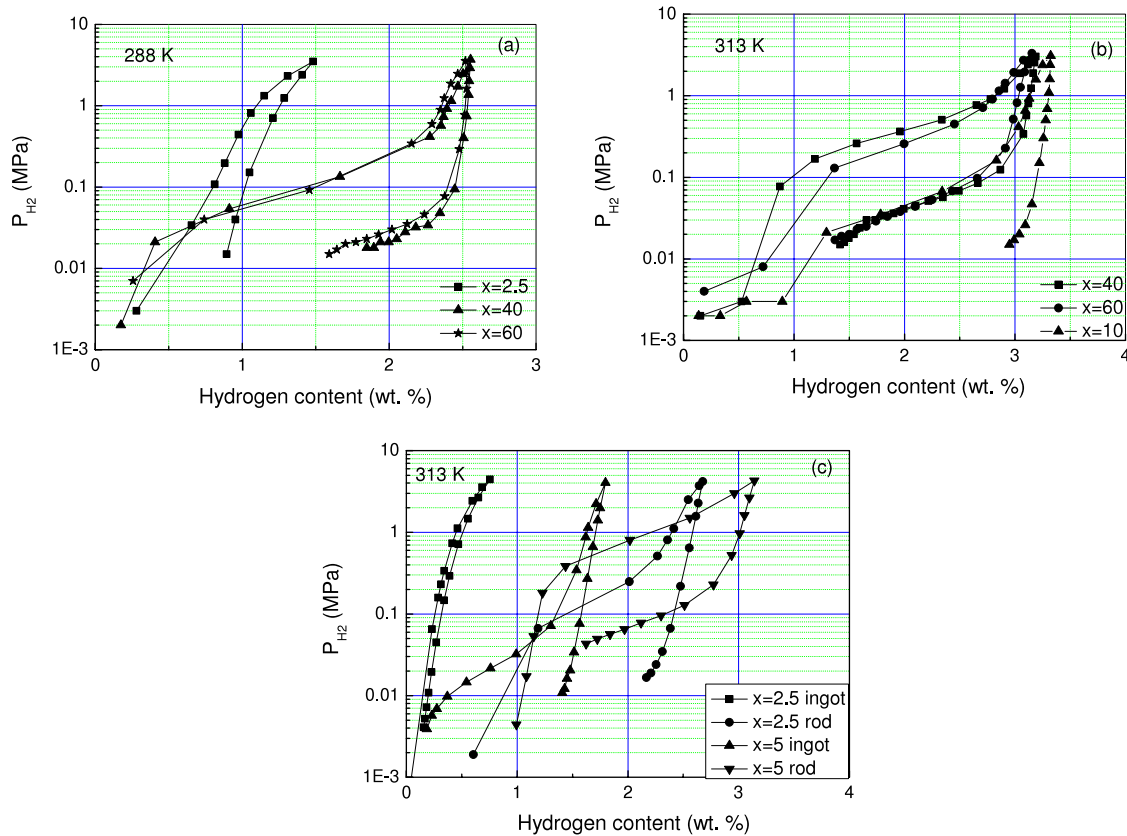 288 K
(a)
10
1
0.1
0.01
1E-3
P_H2 (MPa)
x=2.5
x=40
x=60
0 1 2 3
Hydrogen content (wt. %)
313 K
(b)
10
1
0.1
0.01
1E-3
P_H2 (MPa)
x=40
x=60
x=10
0 1 2 3 4
Hydrogen content (wt. %)
313 K
(c)
10
1
0.1
0.01
1E-3
P_H2 (MPa)
x=2.5 ingot
x=2.5 rod
x=5 ingot
x=5 rod
0 1 2 3 4
Hydrogen content (wt. %)